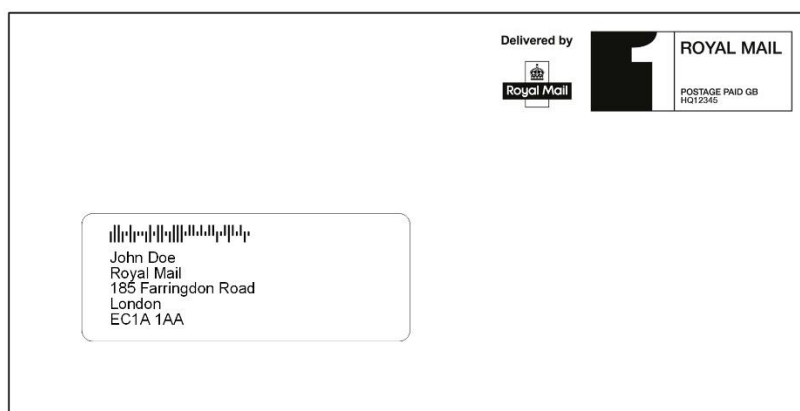 Delivered by
Royal Mail
1
ROYAL MAIL
POSTAGE PAID GB
HQ12345
John Doe
Royal Mail
185 Farringdon Road
London
EC1A 1AA